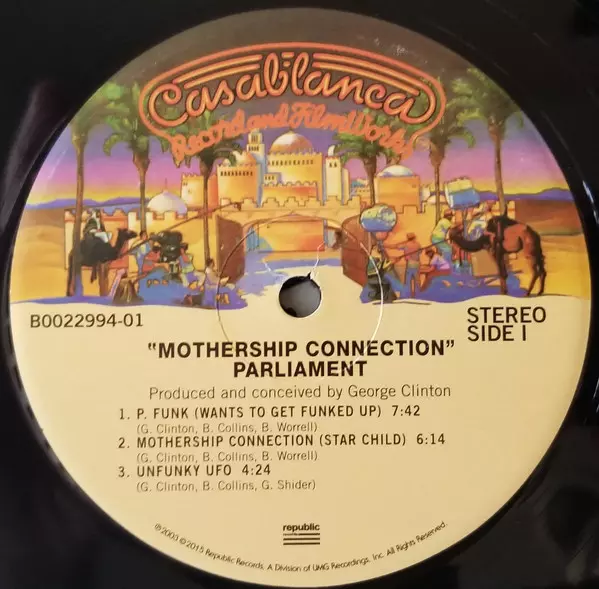 Casablanca
Record and FilmWorks
B0022994-01
STEREO
SIDE I
"MOTHERSHIP CONNECTION"
PARLIAMENT
Produced and conceived by George Clinton
1. P. FUNK (WANTS TO GET FUNKED UP) 7:42
(G. Clinton, B. Collins, B. Worrell)
2. MOTHERSHIP CONNECTION (STAR CHILD) 6:14
(G. Clinton, B. Collins, B. Worrell)
3. UNFUNKY UFO 4:24
(G. Clinton, B. Collins, G. Shider)
republic
records
℗ 2003 © 2015 Republic Records, A Division of UMG Recordings, Inc. All Rights Reserved.